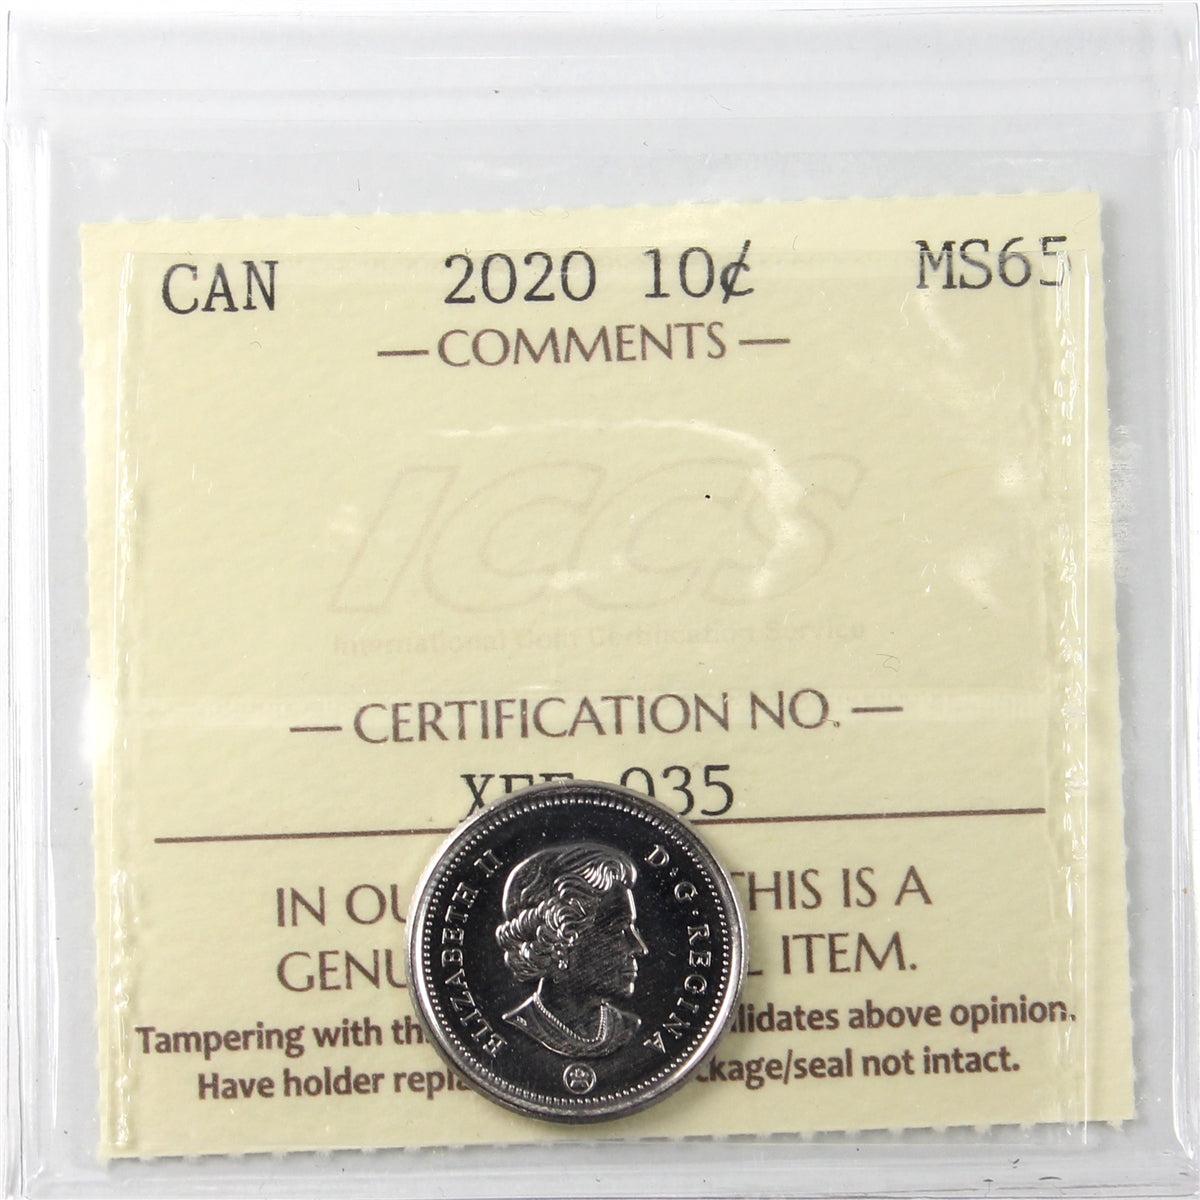 CAN 2020 10¢ MS65
—COMMENTS—
ICCS
International Coin Certification Service
— CERTIFICATION NO. —
035
IN OU THIS IS A
GENU ITEM.
Tampering with th lidates above opinion.
Have holder repla ckage/seal not intact.
ELIZABETH II D·G·REGINA